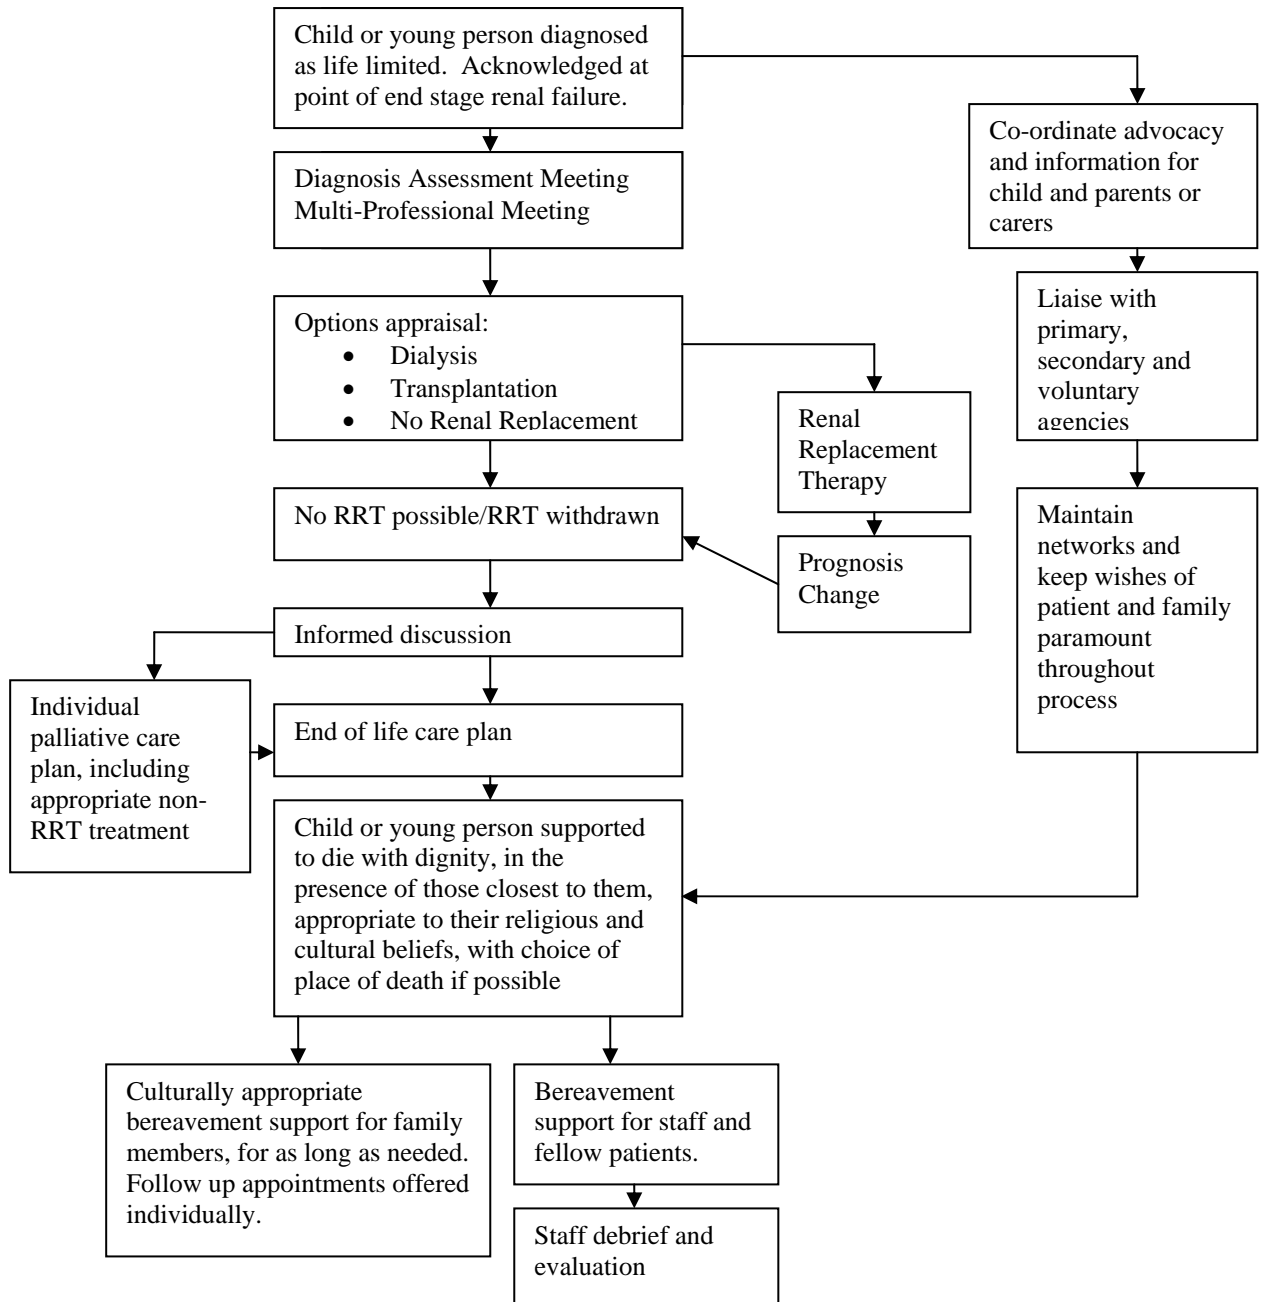 Child or young person diagnosed
as life limited.  Acknowledged at
point of end stage renal failure.
Co-ordinate advocacy
and information for
child and parents or
carers
Diagnosis Assessment Meeting
Multi-Professional Meeting
Liaise with
primary,
secondary and
voluntary
agencies
Options appraisal:
• Dialysis
• Transplantation
• No Renal Replacement
Renal
Replacement
Therapy
No RRT possible/RRT withdrawn
Maintain
networks and
keep wishes of
patient and family
paramount
throughout
process
Prognosis
Change
Informed discussion
Individual
palliative care
plan, including
appropriate non-
RRT treatment
End of life care plan
Child or young person supported
to die with dignity, in the
presence of those closest to them,
appropriate to their religious and
cultural beliefs, with choice of
place of death if possible
Culturally appropriate
bereavement support for family
members, for as long as needed.
Follow up appointments offered
individually.
Bereavement
support for staff and
fellow patients.
Staff debrief and
evaluation